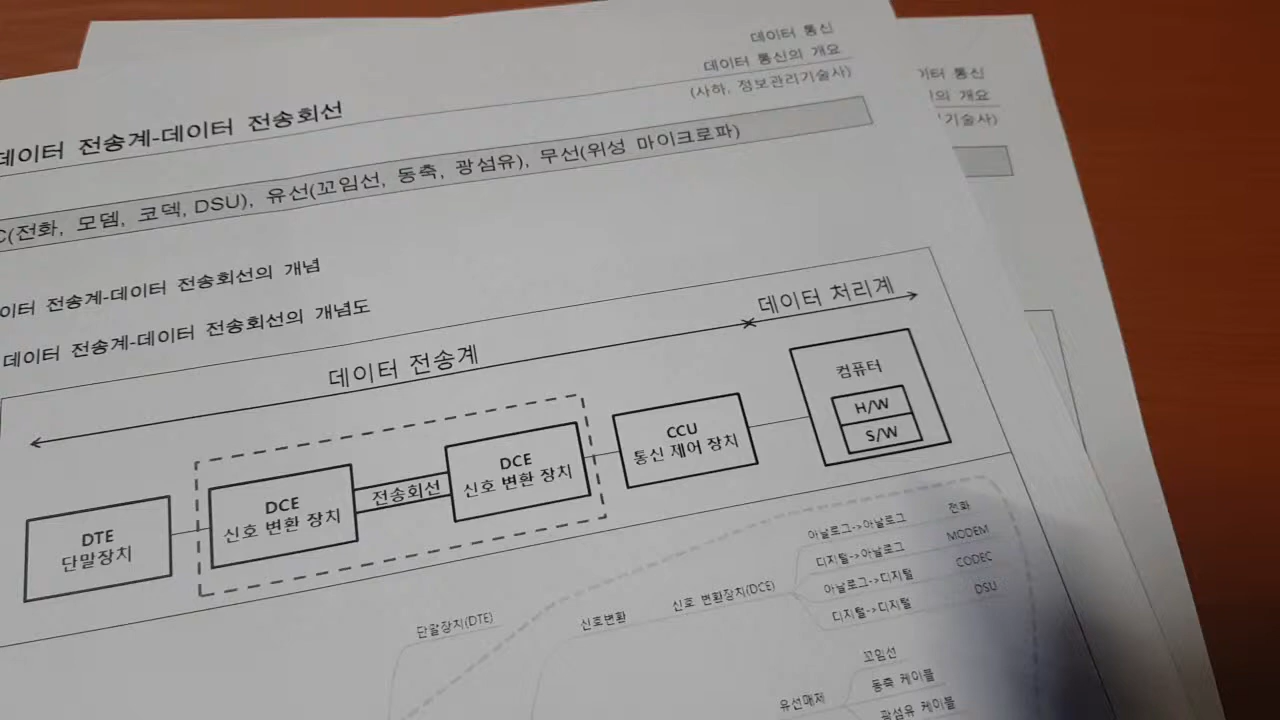 데이터 통신
데이터 통신의 개요
(사하, 정보관리기술사)
데이터 전송계-데이터 전송회선
C(전화, 모뎀, 코덱, DSU), 유선(꼬임선, 동축, 광섬유), 무선(위성 마이크로파)
이터 전송계-데이터 전송회선의 개념
데이터 전송계-데이터 전송회선의 개념도
데이터 전송계
데이터 처리계
DTE
단말장치
DCE
신호 변환 장치
전송회선
DCE
신호 변환 장치
CCU
통신 제어 장치
컴퓨터
H/W
S/W
단말장치(DTE)
신호변환
신호 변환장치(DCE)
아날로그->아날로그 전화
디지털->아날로그 MODEM
아날로그->디지털 CODEC
디지털->디지털 DSU
유선매체
꼬임선
동축 케이블
광섬유 케이블
이터 통신
의 개요
기술사)